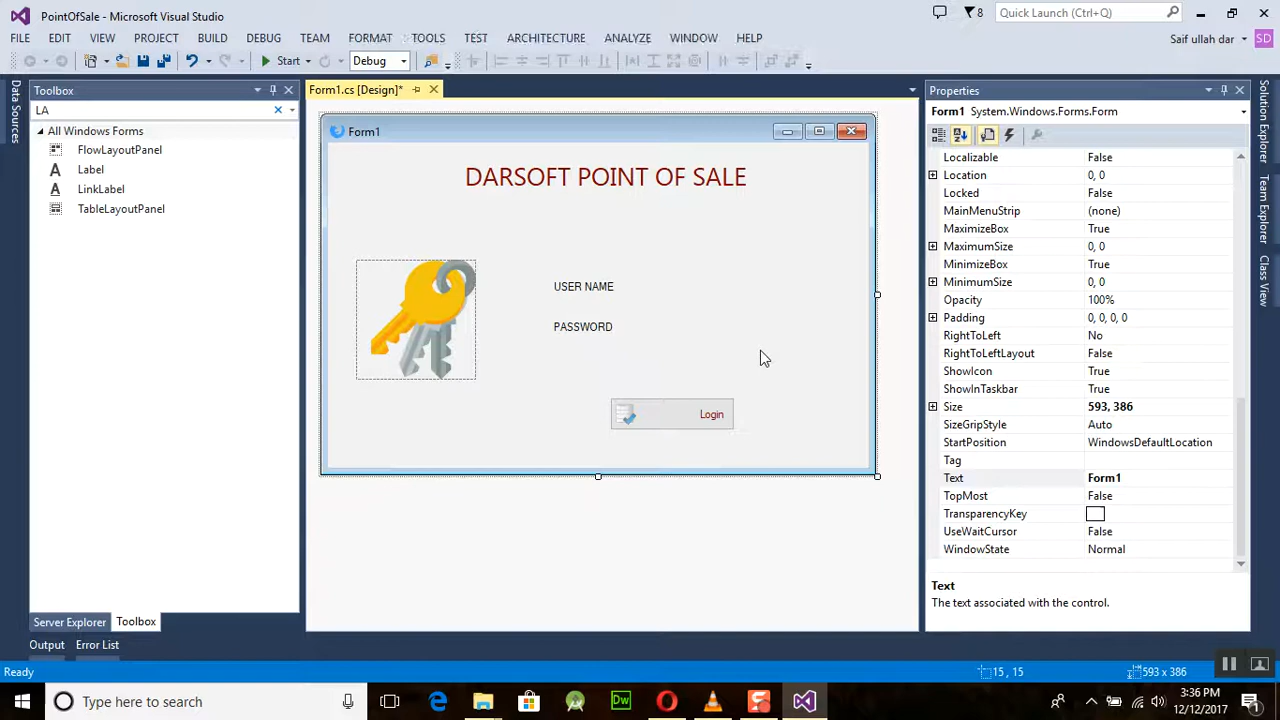 PointOfSale - Microsoft Visual Studio
8
Quick Launch (Ctrl+Q)
FILE EDIT VIEW PROJECT BUILD DEBUG TEAM FORMAT TOOLS TEST ARCHITECTURE ANALYZE WINDOW HELP
Saif ullah dar SD
Start
Debug
Data Sources
Toolbox
LA
All Windows Forms
FlowLayoutPanel
Label
LinkLabel
TableLayoutPanel
Server Explorer Toolbox
Output Error List
Form1.cs [Design]*
Form1
DARSOFT POINT OF SALE
USER NAME
PASSWORD
Login
Properties
Form1 System.Windows.Forms.Form
Localizable False
Location 0, 0
Locked False
MainMenuStrip (none)
MaximizeBox True
MaximumSize 0, 0
MinimizeBox True
MinimumSize 0, 0
Opacity 100%
Padding 0, 0, 0, 0
RightToLeft No
RightToLeftLayout False
ShowIcon True
ShowInTaskbar True
Size 593, 386
SizeGripStyle Auto
StartPosition WindowsDefaultLocation
Tag
Text Form1
TopMost False
TransparencyKey
UseWaitCursor False
WindowState Normal
Text
The text associated with the control.
Solution Explorer
Team Explorer
Class View
Ready
15 , 15
593 x 386
Type here to search
Dw
3:36 PM
12/12/2017
1